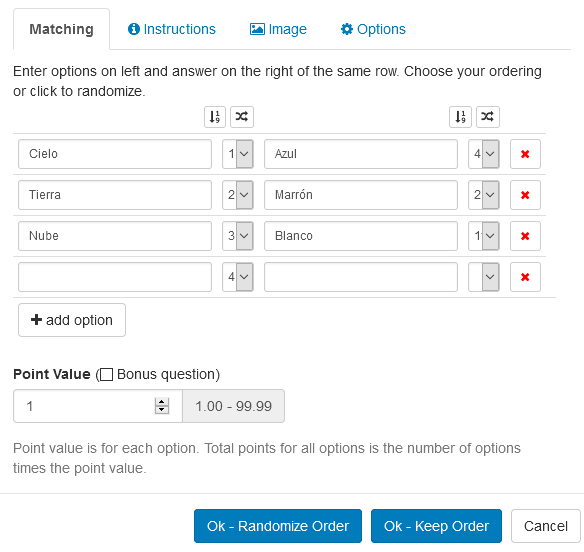 Matching Instructions Image Options
Enter options on left and answer on the right of the same row. Choose your ordering
or click to randomize.
Cielo 1 Azul 4
Tierra 2 Marrón 2
Nube 3 Blanco 1
4
+ add option
Point Value (Bonus question)
1 1.00 - 99.99
Point value is for each option. Total points for all options is the number of options
times the point value.
Ok - Randomize Order Ok - Keep Order Cancel